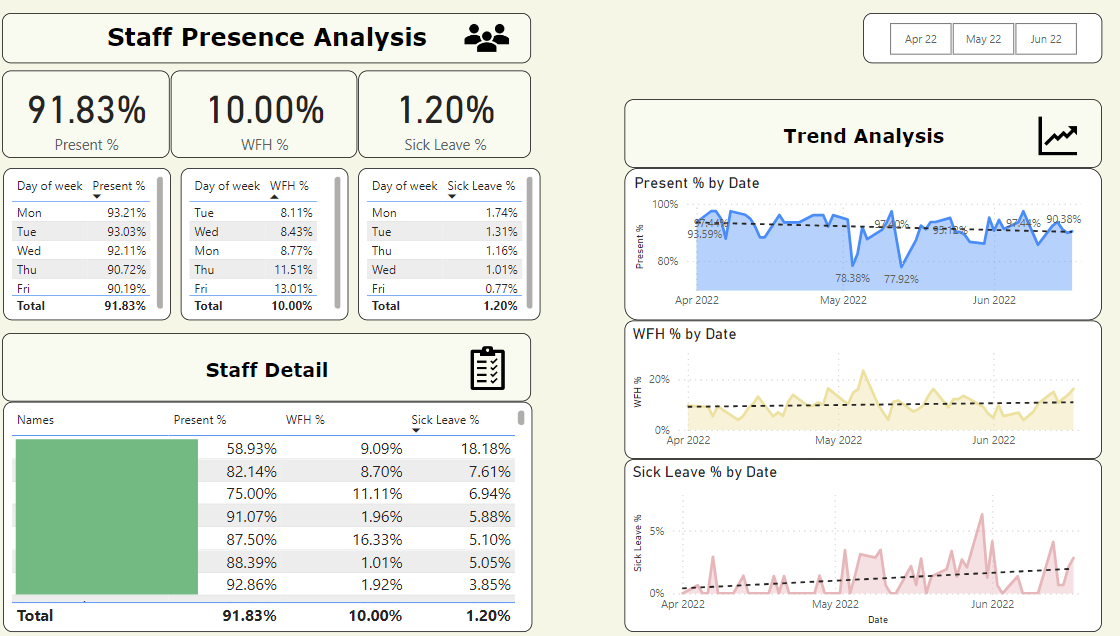 Staff Presence Analysis
Apr 22 May 22 Jun 22
91.83%
Present %
10.00%
WFH %
1.20%
Sick Leave %
Day of week Present %
Mon 93.21%
Tue 93.03%
Wed 92.11%
Thu 90.72%
Fri 90.19%
Total 91.83%
Day of week WFH %
Tue 8.11%
Wed 8.43%
Mon 8.77%
Thu 11.51%
Fri 13.01%
Total 10.00%
Day of week Sick Leave %
Mon 1.74%
Tue 1.31%
Thu 1.16%
Wed 1.01%
Fri 0.77%
Total 1.20%
Staff Detail
Names Present % WFH % Sick Leave %
58.93% 9.09% 18.18%
82.14% 8.70% 7.61%
75.00% 11.11% 6.94%
91.07% 1.96% 5.88%
87.50% 16.33% 5.10%
88.39% 1.01% 5.05%
92.86% 1.92% 3.85%
Total 91.83% 10.00% 1.20%
Trend Analysis
Present % by Date
Present %
100%
80%
97.44%
93.59%
78.38%
77.92%
97.44%
90.38%
Apr 2022 May 2022 Jun 2022
WFH % by Date
WFH %
20%
0%
Apr 2022 May 2022 Jun 2022
Sick Leave % by Date
Sick Leave %
5%
0%
Apr 2022 May 2022 Jun 2022
Date